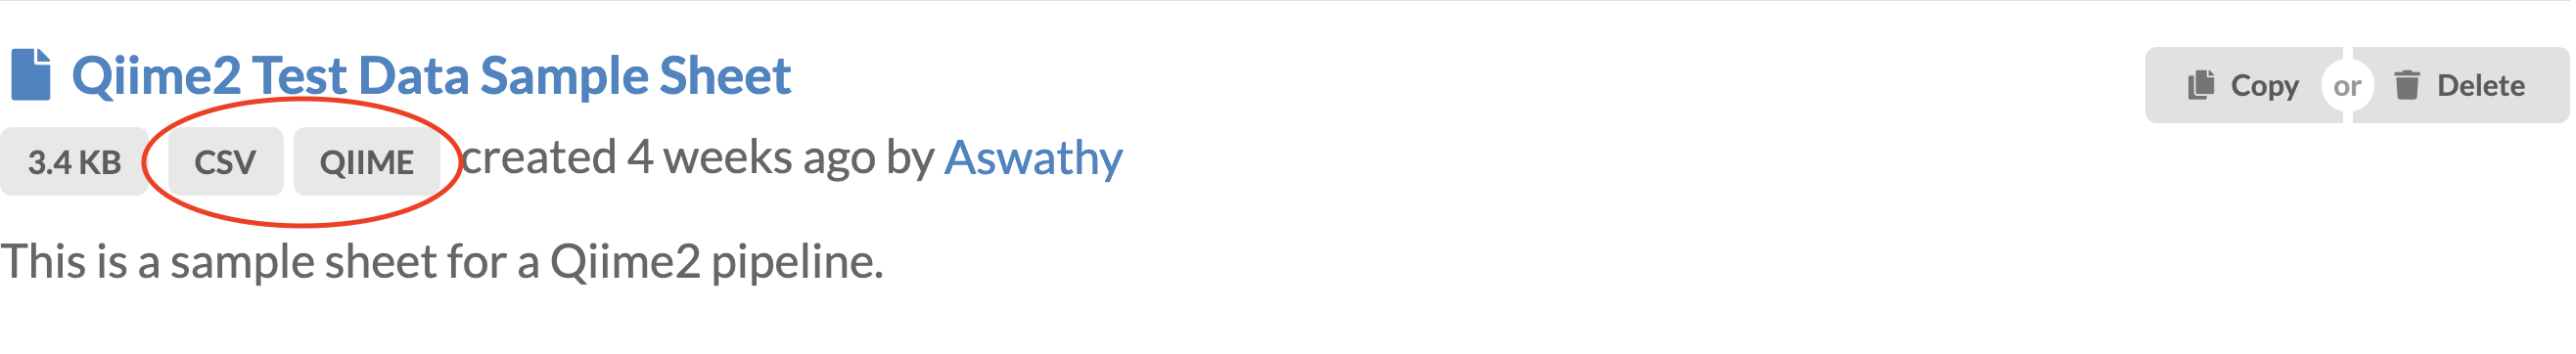 Qiime2 Test Data Sample Sheet
Copy or Delete
3.4 KB CSV QIIME created 4 weeks ago by Aswathy
This is a sample sheet for a Qiime2 pipeline.